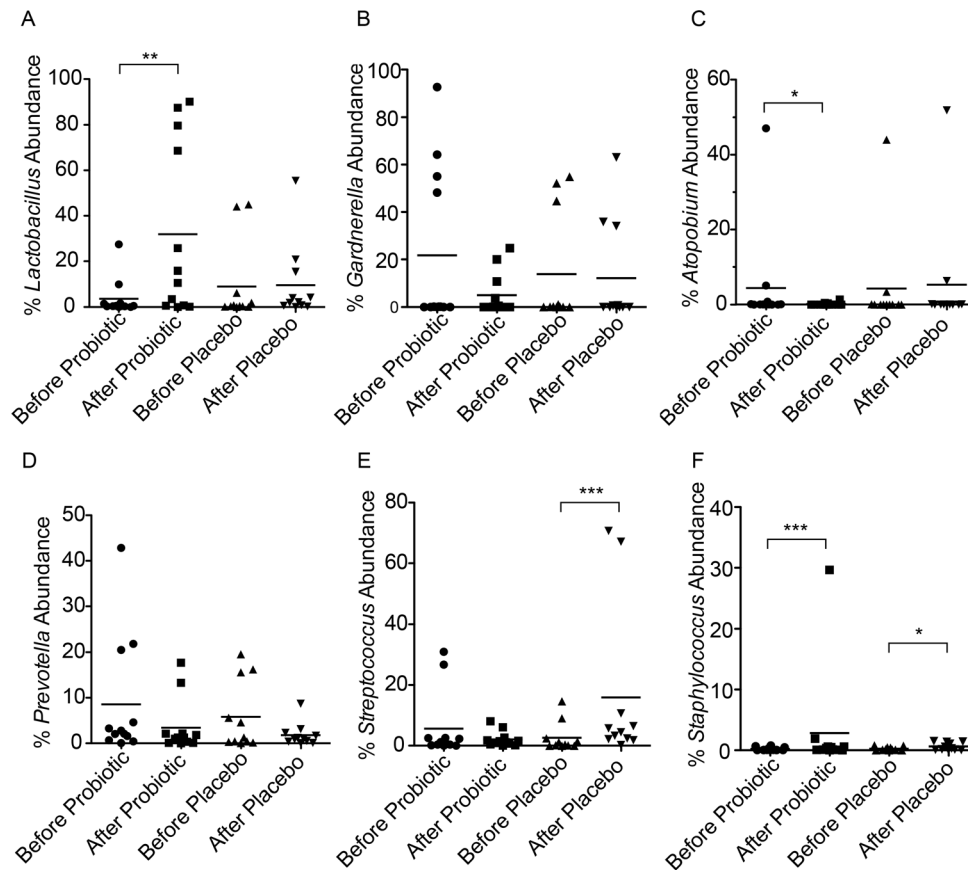 A
% Lactobacillus Abundance
100
80
60
40
20
0
**
Before Probiotic
After Probiotic
Before Placebo
After Placebo
B
% Gardnerella Abundance
100
80
60
40
20
0
Before Probiotic
After Probiotic
Before Placebo
After Placebo
C
% Atopobium Abundance
60
40
20
0
*
Before Probiotic
After Probiotic
Before Placebo
After Placebo
D
% Prevotella Abundance
50
40
30
20
10
0
Before Probiotic
After Probiotic
Before Placebo
After Placebo
E
% Streptococcus Abundance
80
60
40
20
0
***
Before Probiotic
After Probiotic
Before Placebo
After Placebo
F
% Staphylococcus Abundance
40
30
20
10
0
***
*
Before Probiotic
After Probiotic
Before Placebo
After Placebo